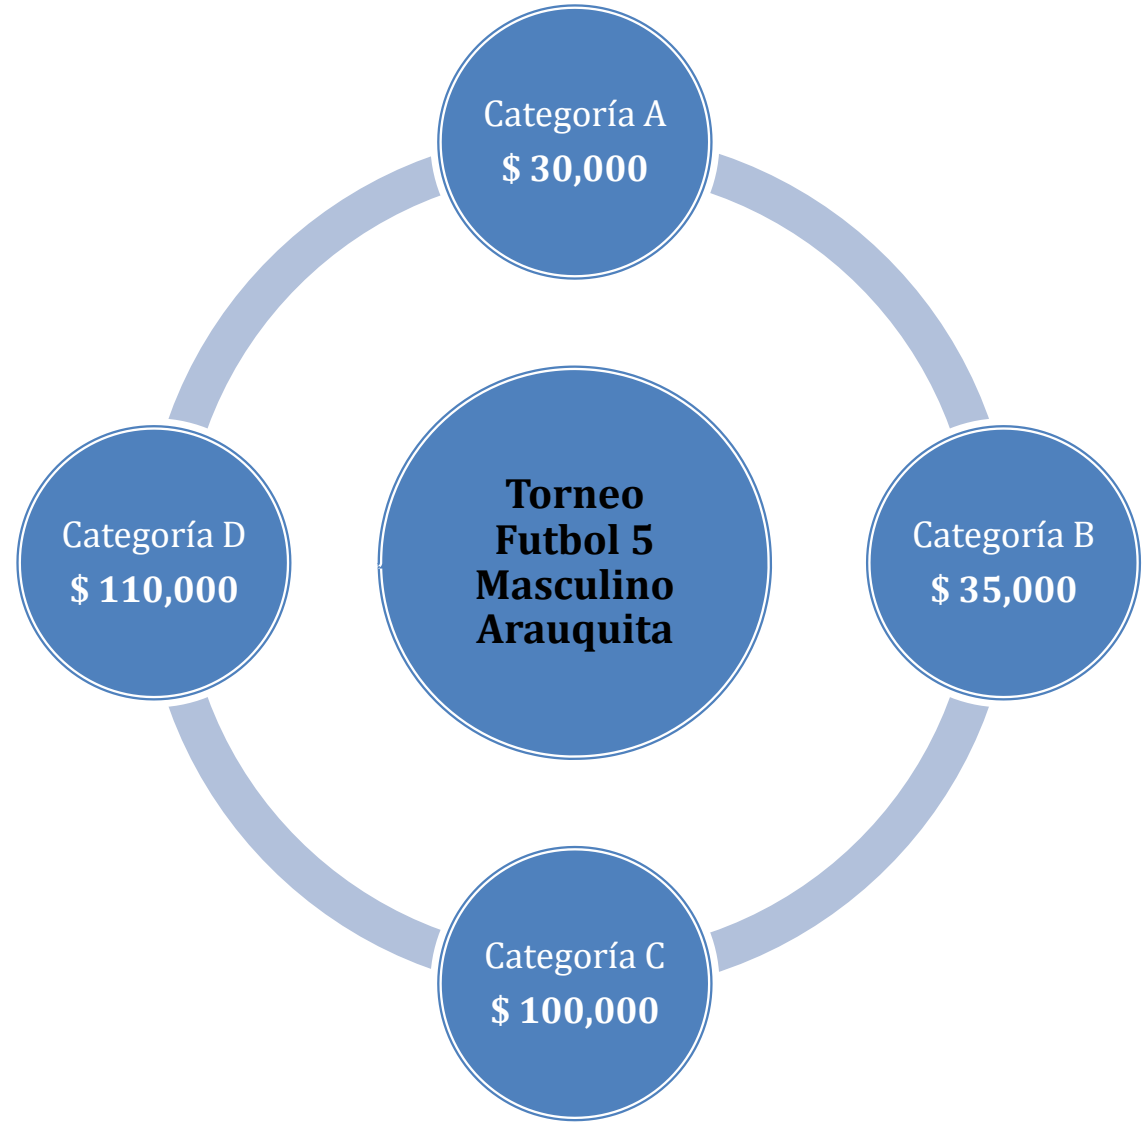 Categoría A
$ 30,000
Torneo
Futbol 5
Masculino
Arauquita
Categoría B
$ 35,000
Categoría C
$ 100,000
Categoría D
$ 110,000